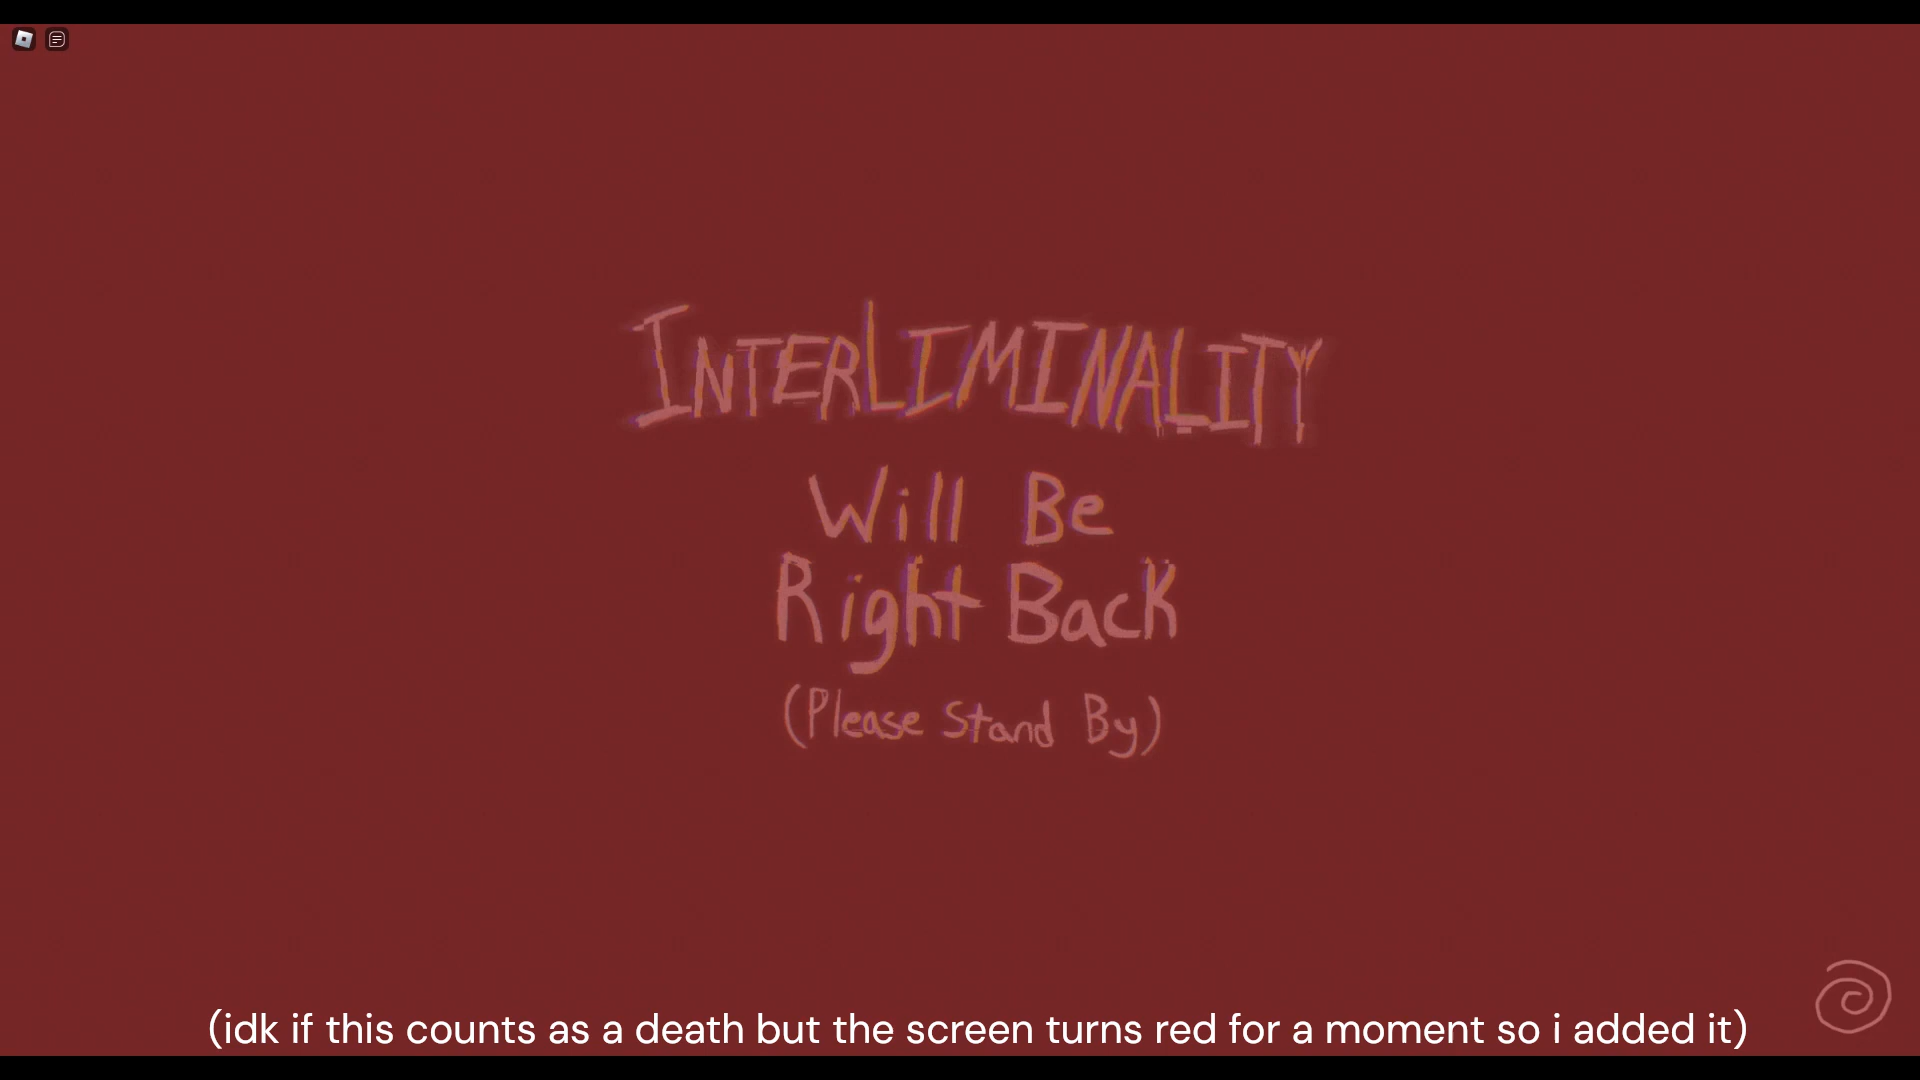 INTERLIMINALITY
Will Be
Right Back
(Please Stand By)
(idk if this counts as a death but the screen turns red for a moment so i added it)